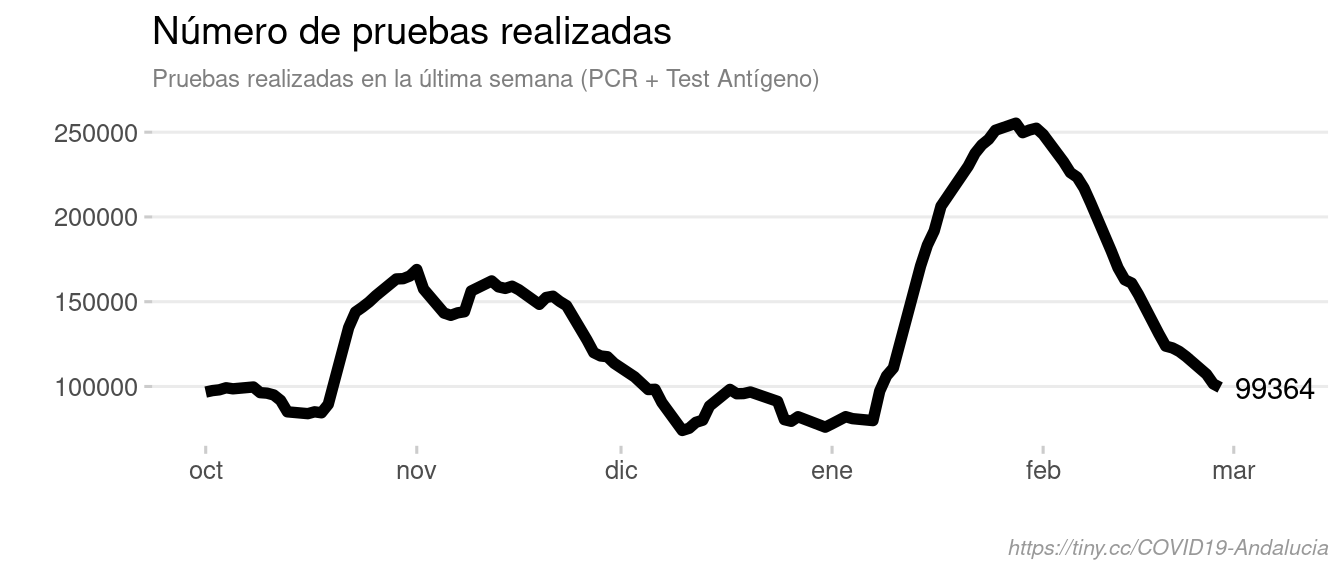 Número de pruebas realizadas
Pruebas realizadas en la última semana (PCR + Test Antígeno)
250000
200000
150000
100000
99364
oct nov dic ene feb mar
https://tiny.cc/COVID19-Andalucia